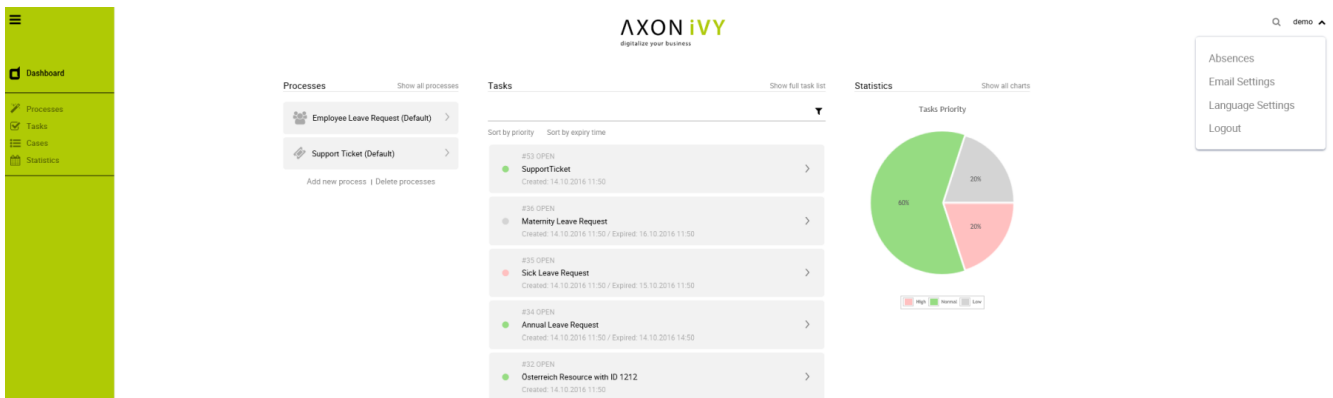 AXON iVY
digitalize your business
demo
Absences
Email Settings
Language Settings
Logout
Dashboard
Processes
Tasks
Cases
Statistics
Processes Show all processes
Employee Leave Request (Default)
Support Ticket (Default)
Add new process | Delete processes
Tasks Show full task list
Sort by priority Sort by expiry time
#53 OPEN
SupportTicket
Created: 14.10.2016 11:50
#36 OPEN
Maternity Leave Request
Created: 14.10.2016 11:50 / Expired: 16.10.2016 11:50
#35 OPEN
Sick Leave Request
Created: 14.10.2016 11:50 / Expired: 15.10.2016 11:50
#34 OPEN
Annual Leave Request
Created: 14.10.2016 11:50 / Expired: 14.10.2016 14:50
#32 OPEN
Österreich Resource with ID 1212
Created: 14.10.2016 11:50
Statistics Show all charts
Tasks Priority
20%
60%
20%
High Normal Low